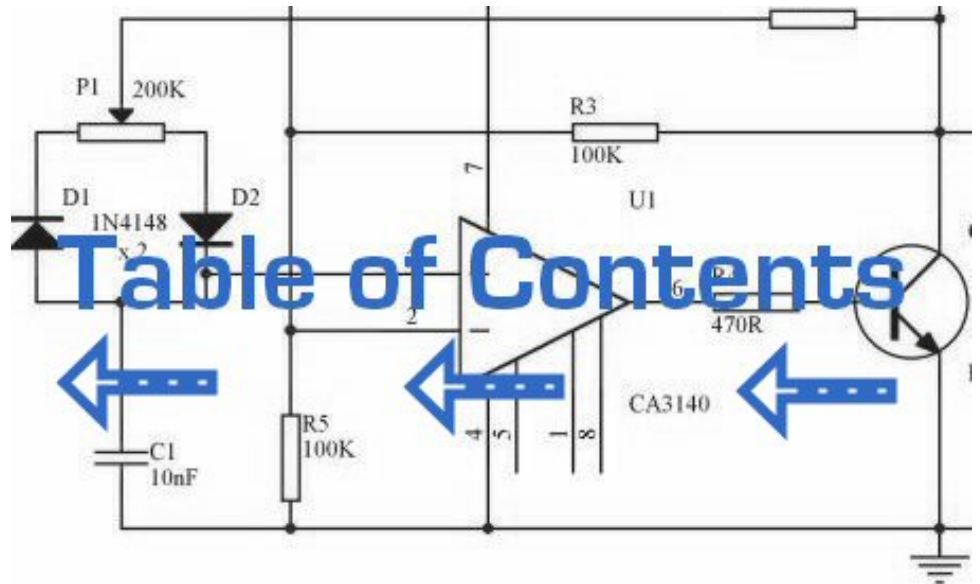 P1 200K
R3
100K
7
U1
D1
D2
1N4148
x 2
Table of Contents
2
6
470R
CA3140
R5
100K
4
5
1
8
C1
10nF